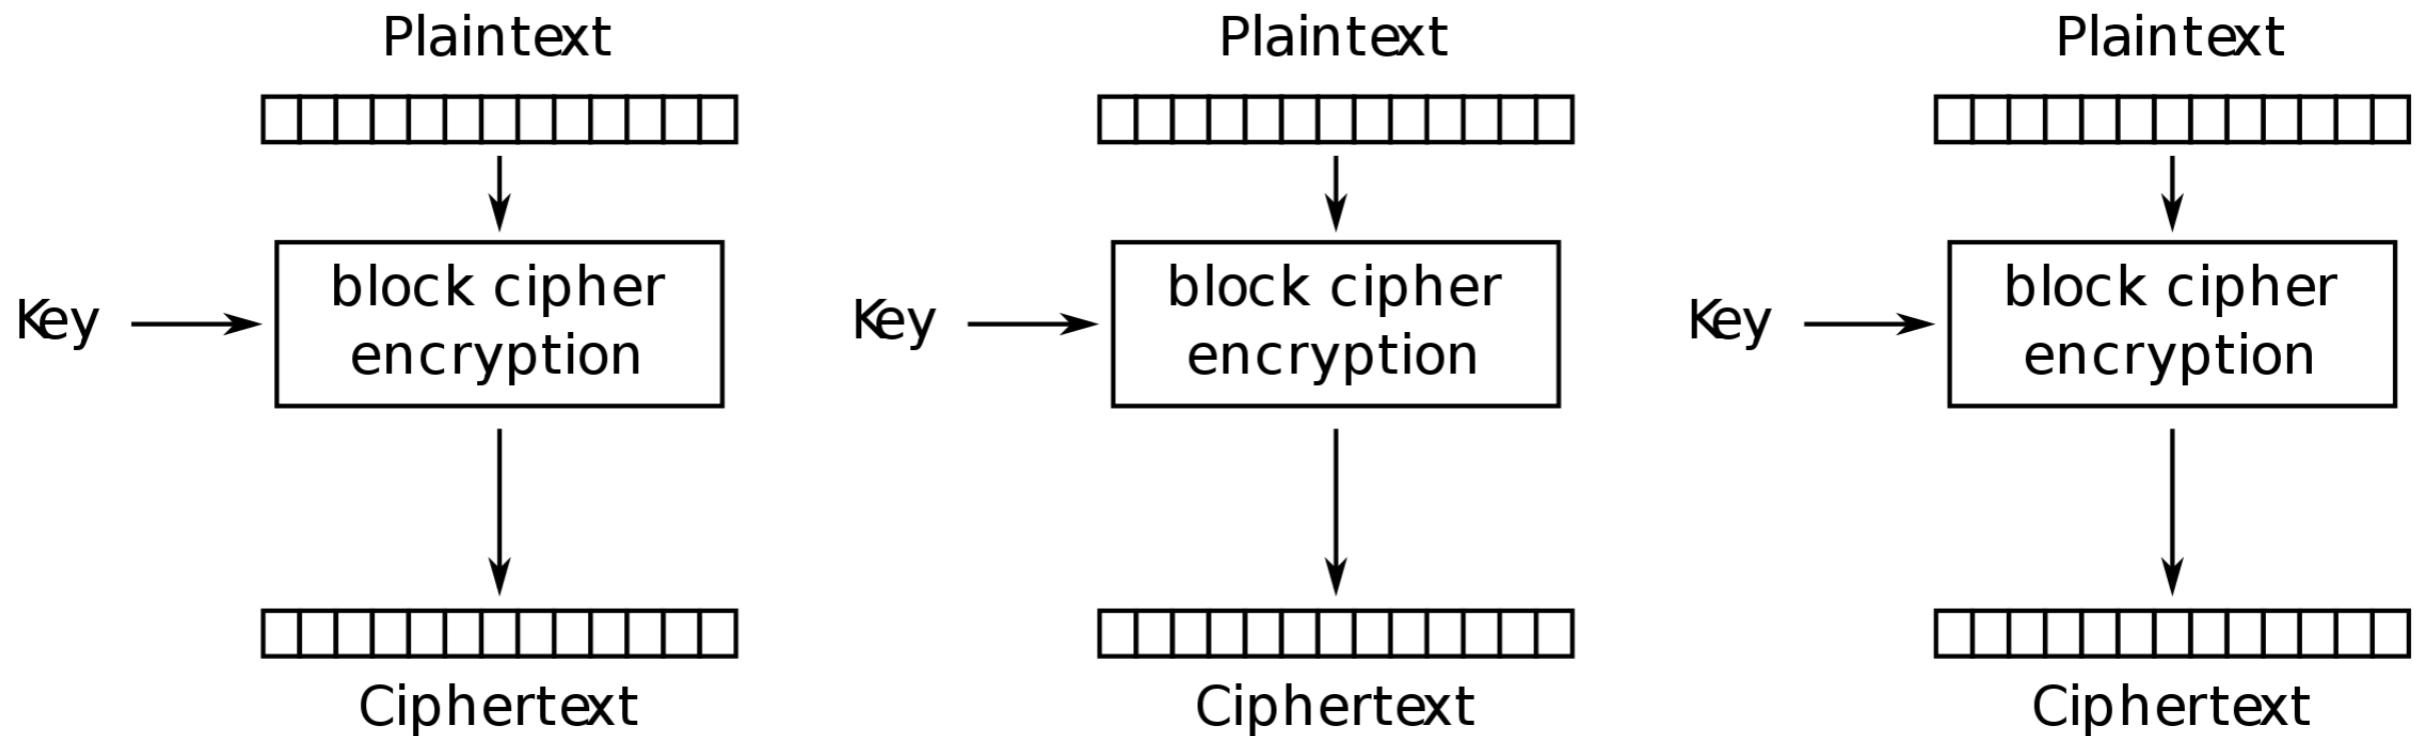 Plaintext
Plaintext
Plaintext
Key
block cipher
encryption
Key
block cipher
encryption
Key
block cipher
encryption
Ciphertext
Ciphertext
Ciphertext